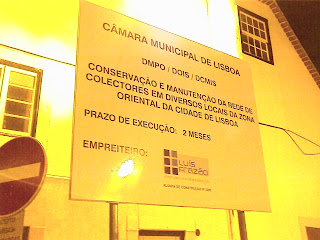 CÂMARA MUNICIPAL DE LISBOA
DMPO / DOIS / DCMIS
CONSERVAÇÃO E MANUTENÇÃO DA REDE DE
COLECTORES EM DIVERSOS LOCAIS DA ZONA
ORIENTAL DA CIDADE DE LISBOA
PRAZO DE EXECUÇÃO: 2 MESES
EMPREITEIRO:
LUÍS
FRAZÃO